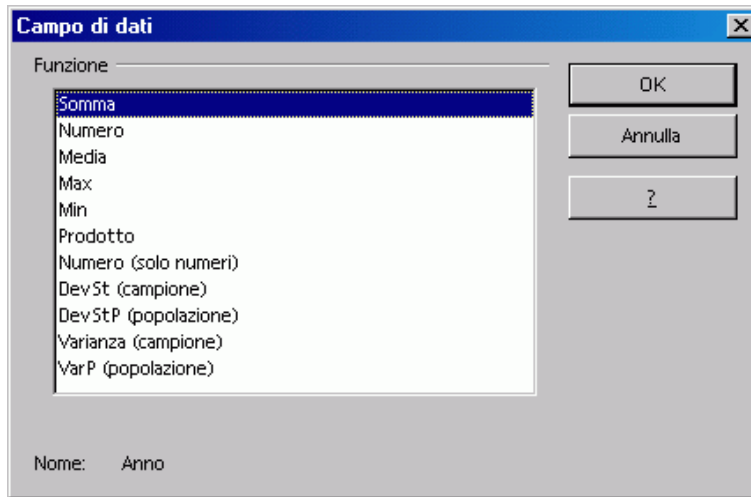 Campo di dati
Funzione
Somma
Numero
Media
Max
Min
Prodotto
Numero (solo numeri)
DevSt (campione)
DevStP (popolazione)
Varianza (campione)
VarP (popolazione)
OK
Annulla
?
Nome: Anno